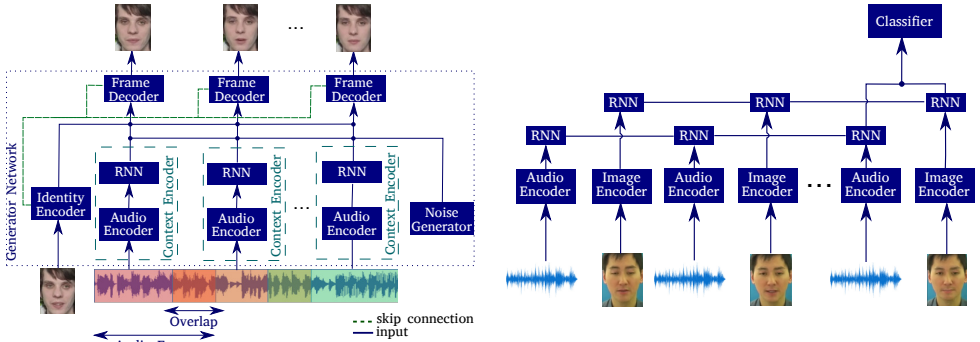 Frame
Decoder
Frame
Decoder
...
Frame
Decoder
Generator Network
Identity
Encoder
RNN
Audio
Encoder
Context Encoder
RNN
Audio
Encoder
Context Encoder
...
RNN
Audio
Encoder
Context Encoder
Noise
Generator
Overlap
skip connection
input
Classifier
RNN
RNN
RNN
RNN
RNN
RNN
Audio
Encoder
Image
Encoder
Audio
Encoder
Image
Encoder
...
Audio
Encoder
Image
Encoder